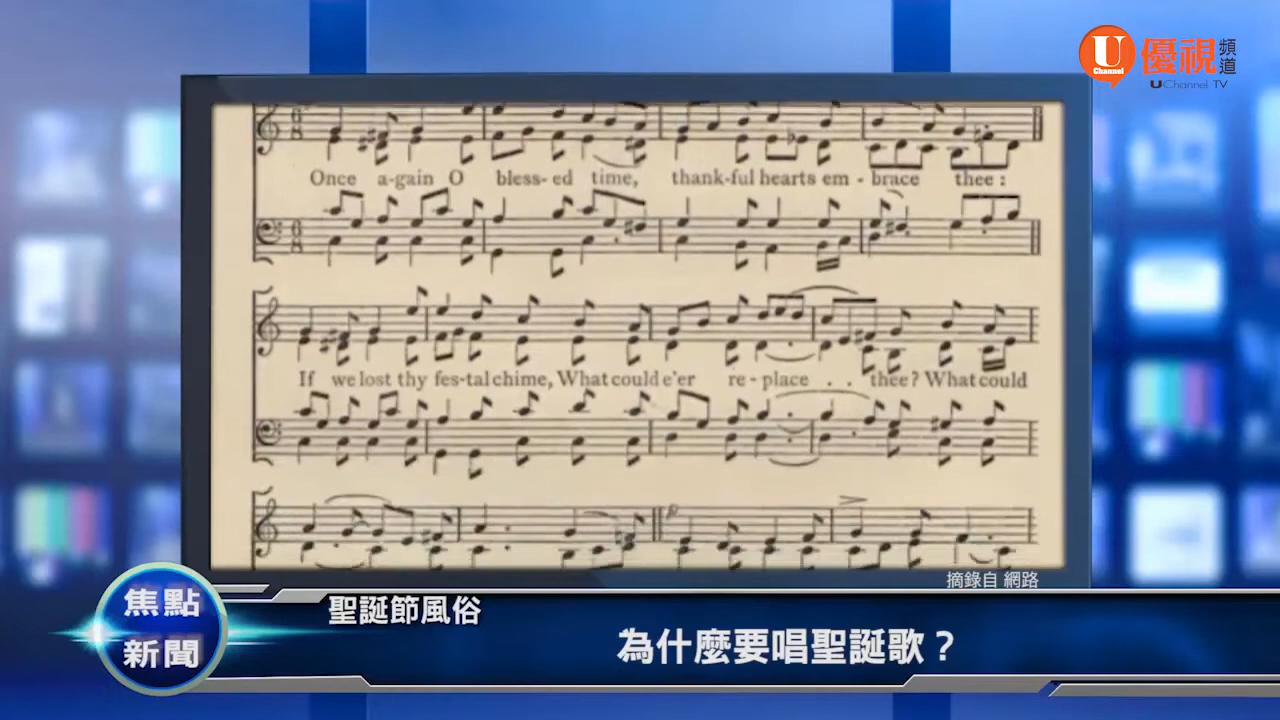 U
Channel
優視
頻道
UChannel TV
Once a-gain O bless-ed time, thank-ful hearts em-brace thee:
If we lost thy fes-tal chime, What could e'er re-place . . thee? What could
摘錄自 網路
焦點
新聞
聖誕節風俗
為什麼要唱聖誕歌？